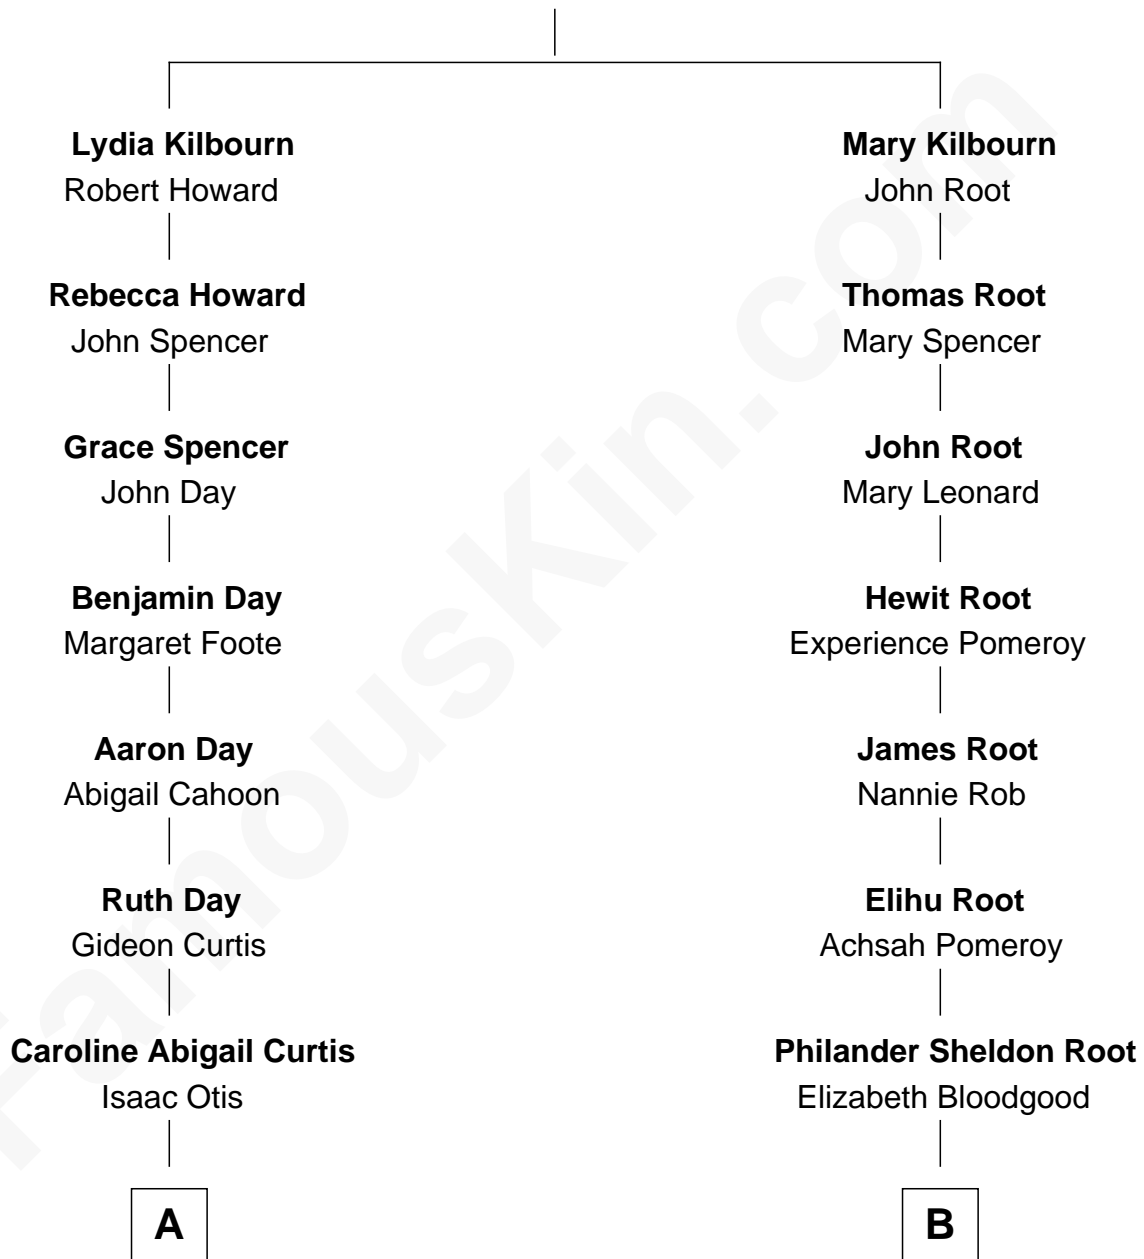 Lydia Kilbourn
Robert Howard
Rebecca Howard
John Spencer
Grace Spencer
John Day
Benjamin Day
Margaret Foote
Aaron Day
Abigail Cahoon
Ruth Day
Gideon Curtis
Caroline Abigail Curtis
Isaac Otis
A
Mary Kilbourn
John Root
Thomas Root
Mary Spencer
John Root
Mary Leonard
Hewit Root
Experience Pomeroy
James Root
Nannie Rob
Elihu Root
Achsah Pomeroy
Philander Sheldon Root
Elizabeth Bloodgood
B
FamousKin.com